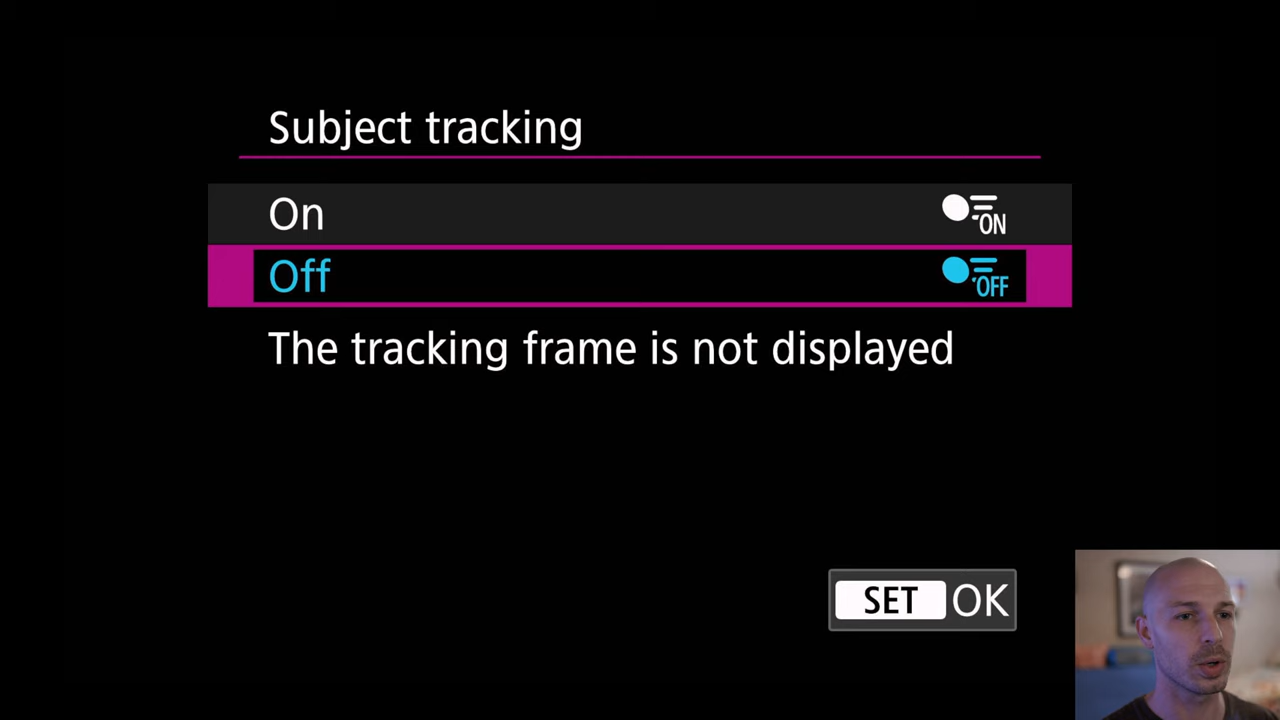 Subject tracking
On
ON
Off
OFF
The tracking frame is not displayed
SET OK